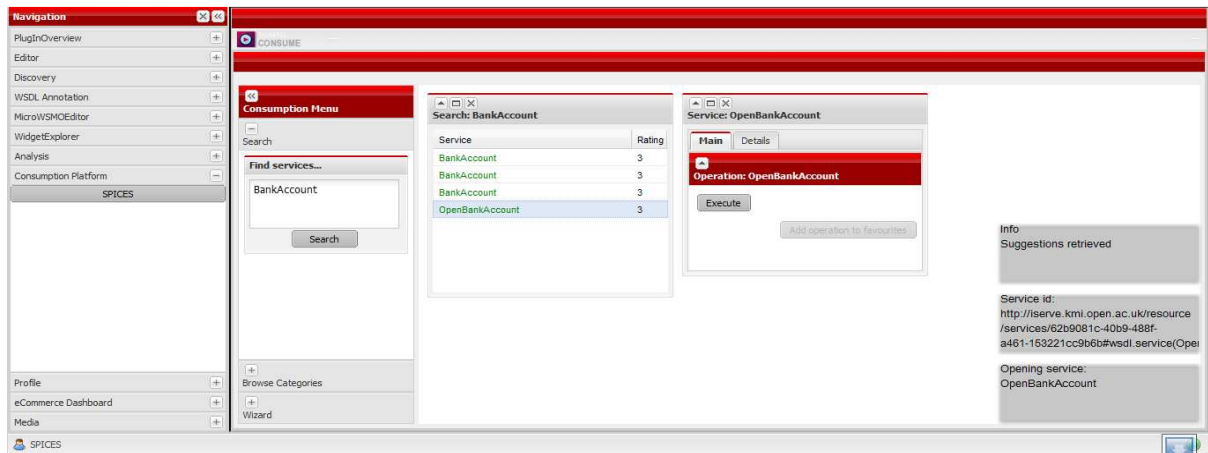 Navigation
PlugInOverview
Editor
Discovery
WSDL Annotation
MicroWSMOEditor
WidgetExplorer
Analysis
Consumption Platform
SPICES
Profile
eCommerce Dashboard
Media
SPICES
CONSUME
Consumption Menu
Search
Find services...
BankAccount
Search
Browse Categories
Wizard
Search: BankAccount
Service Rating
BankAccount 3
BankAccount 3
BankAccount 3
OpenBankAccount 3
Service: OpenBankAccount
Main Details
Operation: OpenBankAccount
Execute
Add operation to favourites
Info
Suggestions retrieved
Service id:
http://iserve.kmi.open.ac.uk/resource
/services/62b9081c-40b9-488f-
a461-153221cc9b6b#wsdl.service(Ope
Opening service:
OpenBankAccount